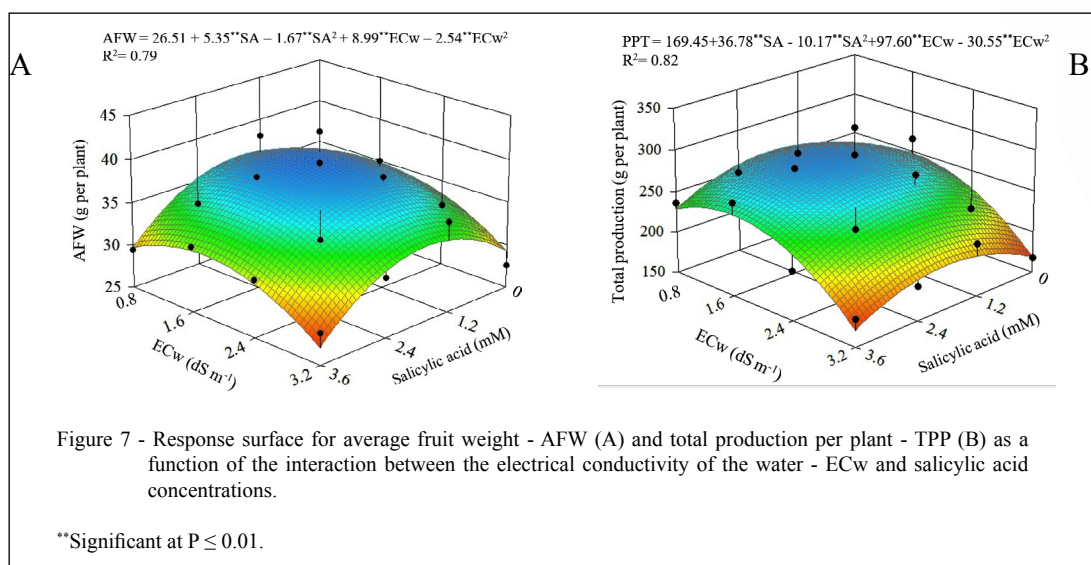 A
AFW = 26.51 + 5.35**SA – 1.67**SA² + 8.99**ECw – 2.54**ECw²
R²= 0.79
AFW (g per plant)
45
40
35
30
25
0.8
1.6
2.4
3.2
ECw (dS m⁻¹)
3.6
2.4
1.2
0
Salicylic acid (mM)
B
PPT = 169.45+36.78**SA - 10.17**SA²+97.60**ECw - 30.55**ECw²
R²= 0.82
Total production (g per plant)
350
300
250
200
150
0.8
1.6
2.4
3.2
ECw (dS m⁻¹)
3.6
2.4
1.2
0
Salicylic acid (mM)
Figure 7 - Response surface for average fruit weight - AFW (A) and total production per plant - TPP (B) as a
function of the interaction between the electrical conductivity of the water - ECw and salicylic acid
concentrations.
**Significant at P ≤ 0.01.